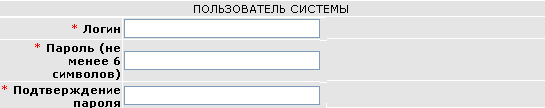 ПОЛЬЗОВАТЕЛЬ СИСТЕМЫ
* Логин
* Пароль (не
менее 6
символов)
* Подтверждение
пароля